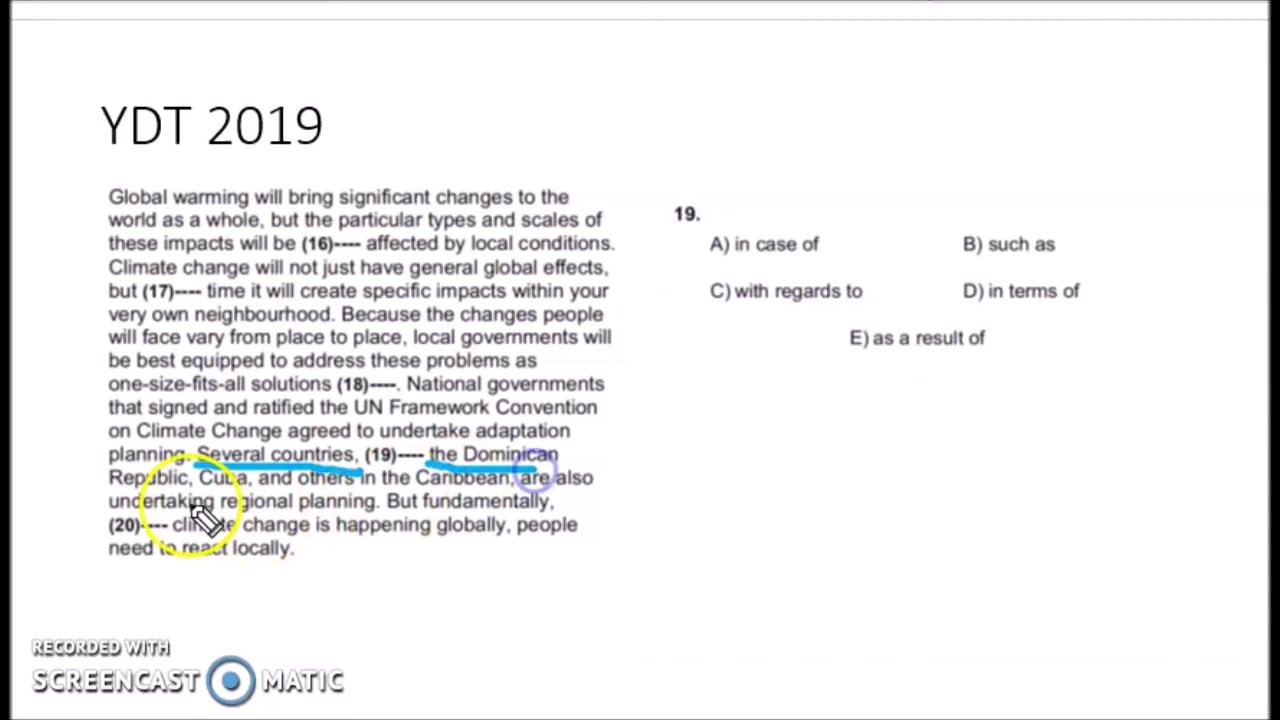 YDT 2019
Global warming will bring significant changes to the
world as a whole, but the particular types and scales of
these impacts will be (16)---- affected by local conditions.
Climate change will not just have general global effects,
but (17)---- time it will create specific impacts within your
very own neighbourhood. Because the changes people
will face vary from place to place, local governments will
be best equipped to address these problems as
one-size-fits-all solutions (18)----. National governments
that signed and ratified the UN Framework Convention
on Climate Change agreed to undertake adaptation
planning. Several countries, (19)---- the Dominican
Republic, Cuba, and others in the Caribbean, are also
undertaking regional planning. But fundamentally,
(20)---- climate change is happening globally, people
need to react locally.
19.
A) in case of B) such as
C) with regards to D) in terms of
E) as a result of
RECORDED WITH
SCREENCAST MATIC